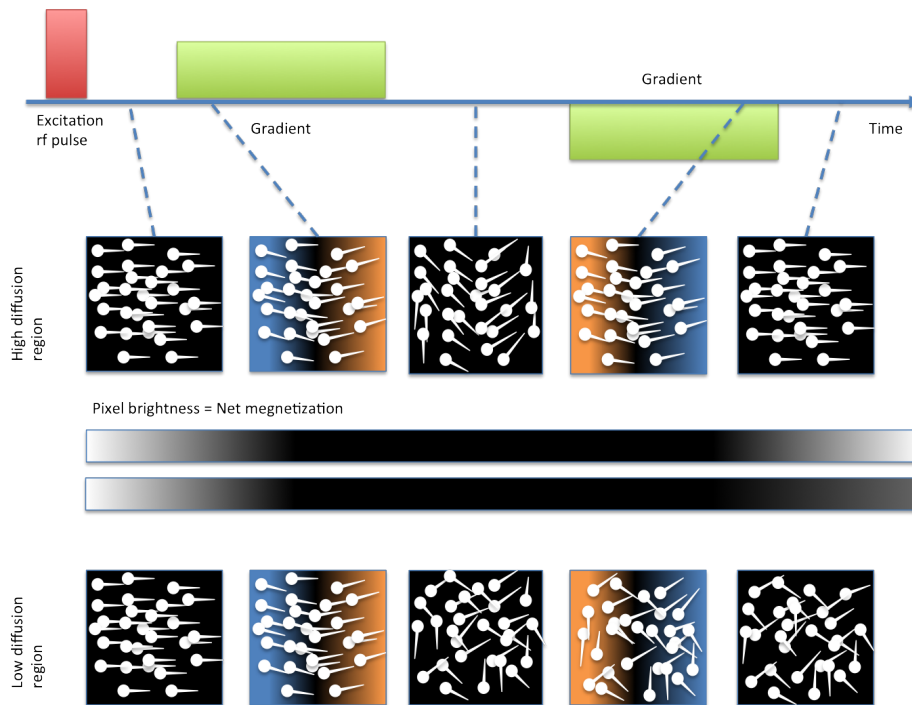 Gradient
Excitation
rf pulse
Gradient
Time
High diffusion
region
Pixel brightness = Net megnetization
Low diffusion
region